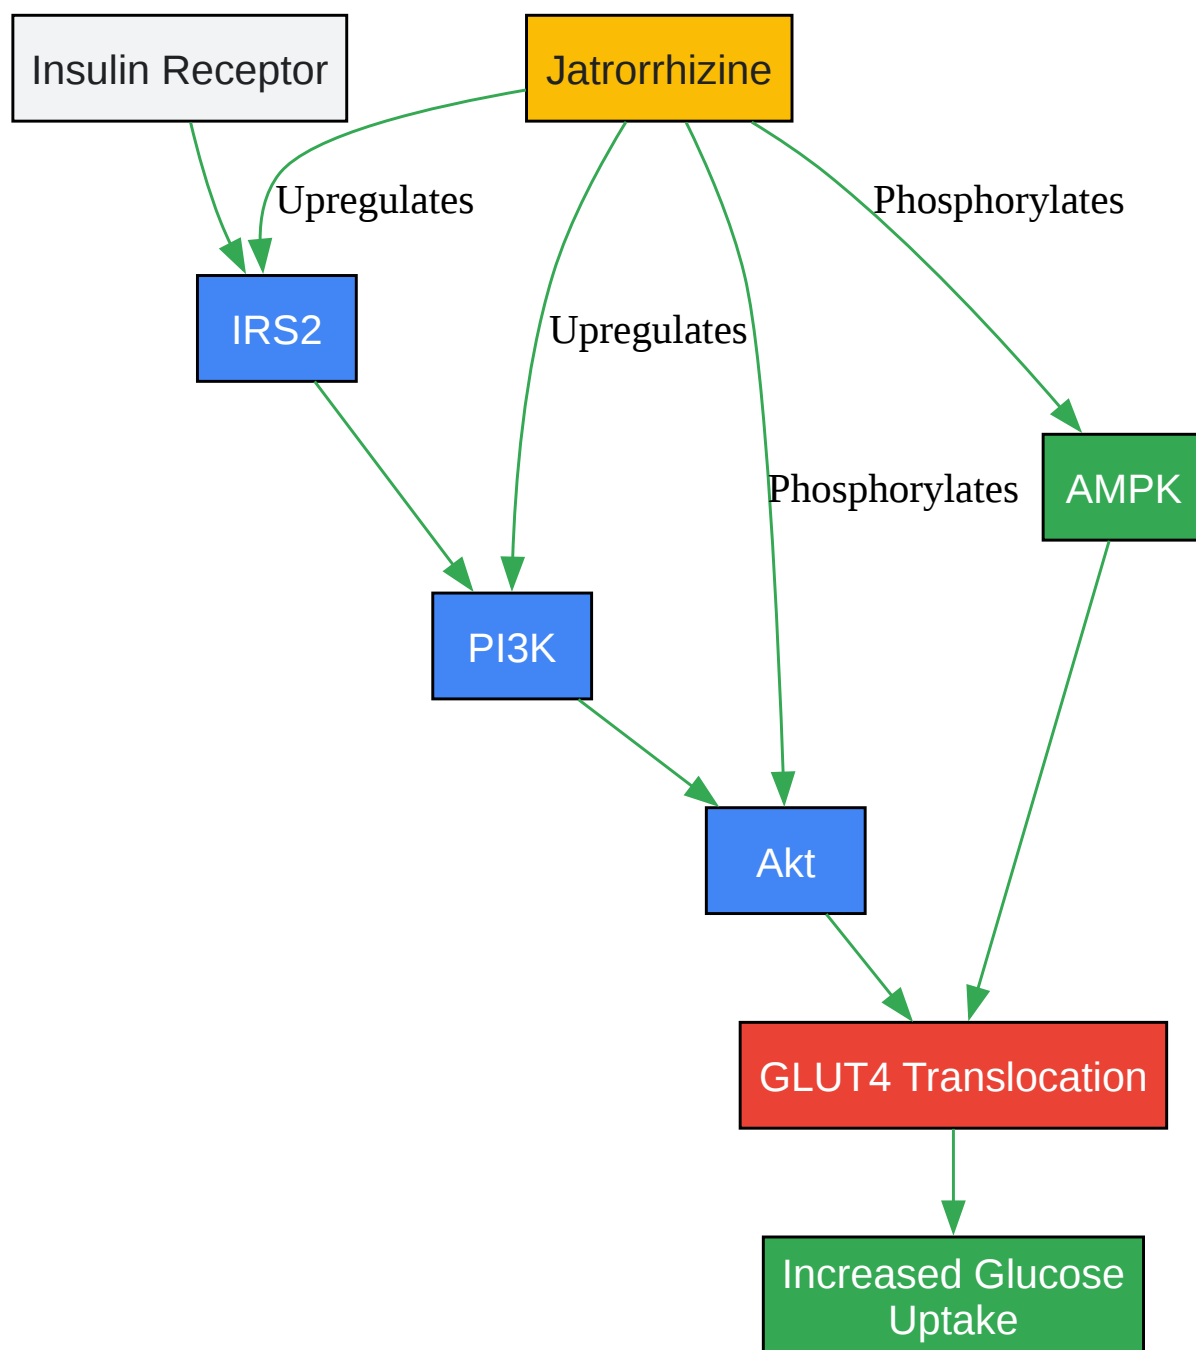 Insulin Receptor
Jatrorrhizine
Upregulates
Phosphorylates
IRS2
Upregulates
Phosphorylates
AMPK
PI3K
Akt
GLUT4 Translocation
Increased Glucose
Uptake